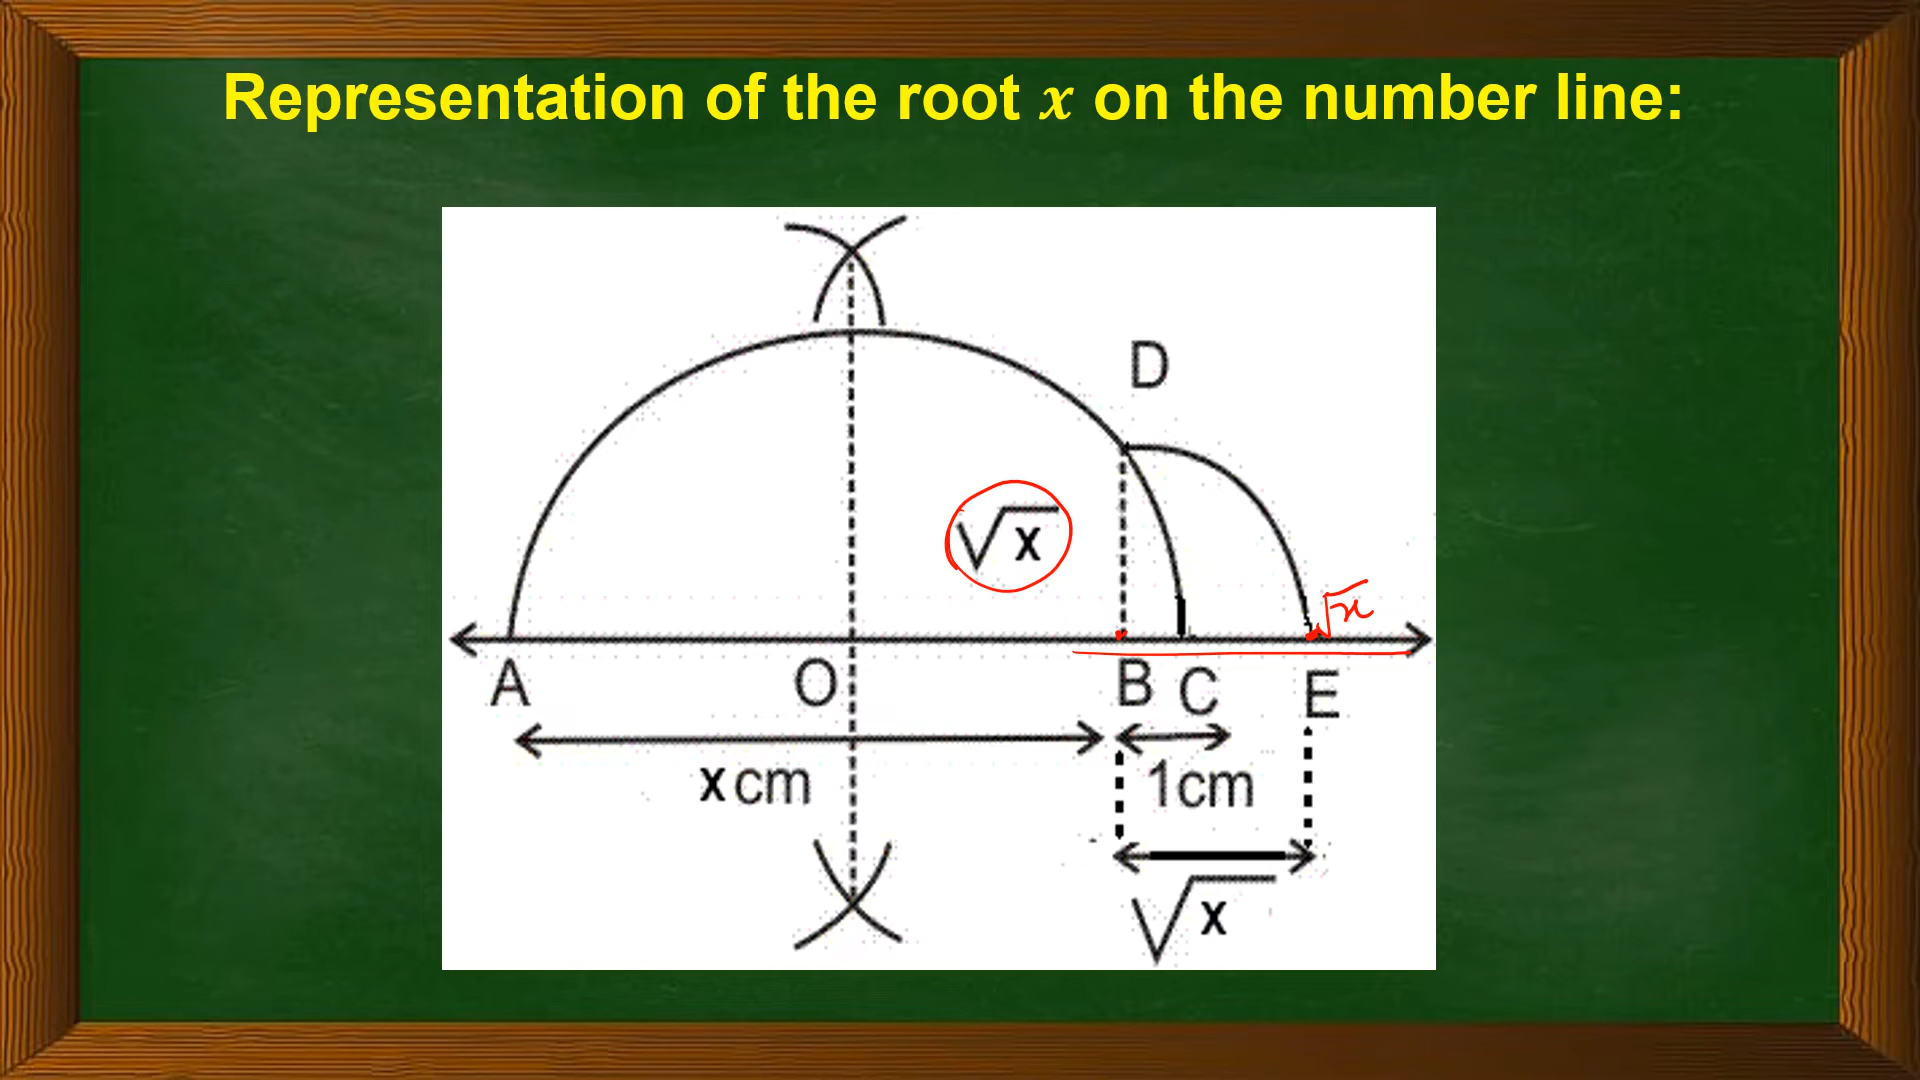 Representation of the root x on the number line:
D
√x
√x
A O B C E
x cm 1cm
√x